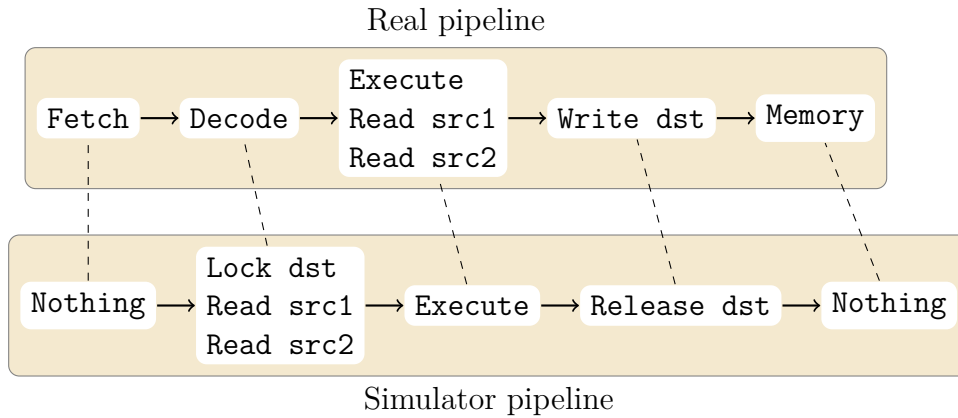 Real pipeline
Fetch
Decode
Execute
Read src1
Read src2
Write dst
Memory
Nothing
Lock dst
Read src1
Read src2
Execute
Release dst
Nothing
Simulator pipeline